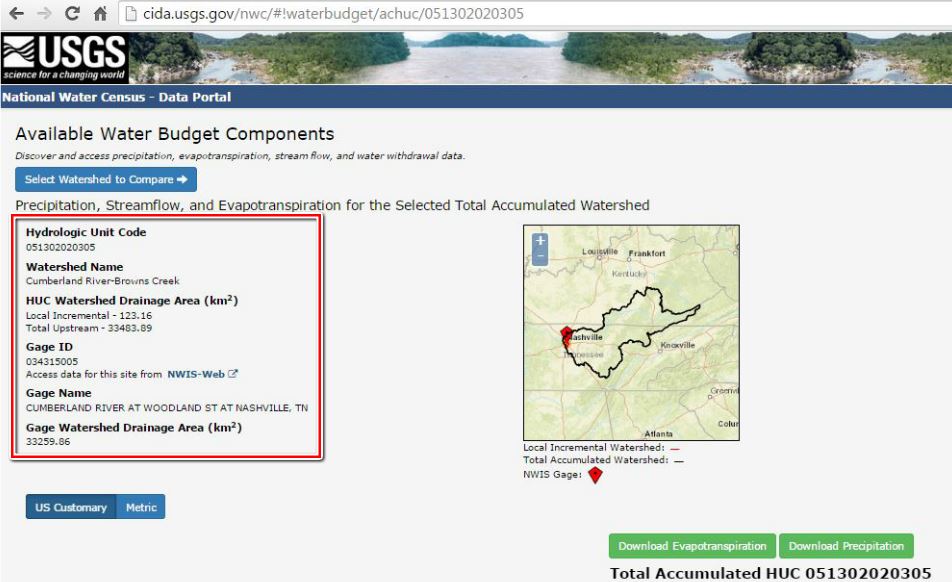 cida.usgs.gov/nwc/#!waterbudget/achuc/051302020305
USGS
science for a changing world
National Water Census - Data Portal
Available Water Budget Components
Discover and access precipitation, evapotranspiration, stream flow, and water withdrawal data.
Select Watershed to Compare →
Precipitation, Streamflow, and Evapotranspiration for the Selected Total Accumulated Watershed
Hydrologic Unit Code
051302020305
Watershed Name
Cumberland River-Browns Creek
HUC Watershed Drainage Area (km²)
Local Incremental - 123.16
Total Upstream - 33483.89
Gage ID
034315005
Access data for this site from NWIS-Web
Gage Name
CUMBERLAND RIVER AT WOODLAND ST AT NASHVILLE, TN
Gage Watershed Drainage Area (km²)
33259.86
+
-
Louisville
Frankfort
Kentucky
Nashville
Knoxville
Tennessee
Greenvi
Colur
Atlanta
Local Incremental Watershed: —
Total Accumulated Watershed: —
NWIS Gage:
US Customary
Metric
Download Evapotranspiration
Download Precipitation
Total Accumulated HUC 051302020305